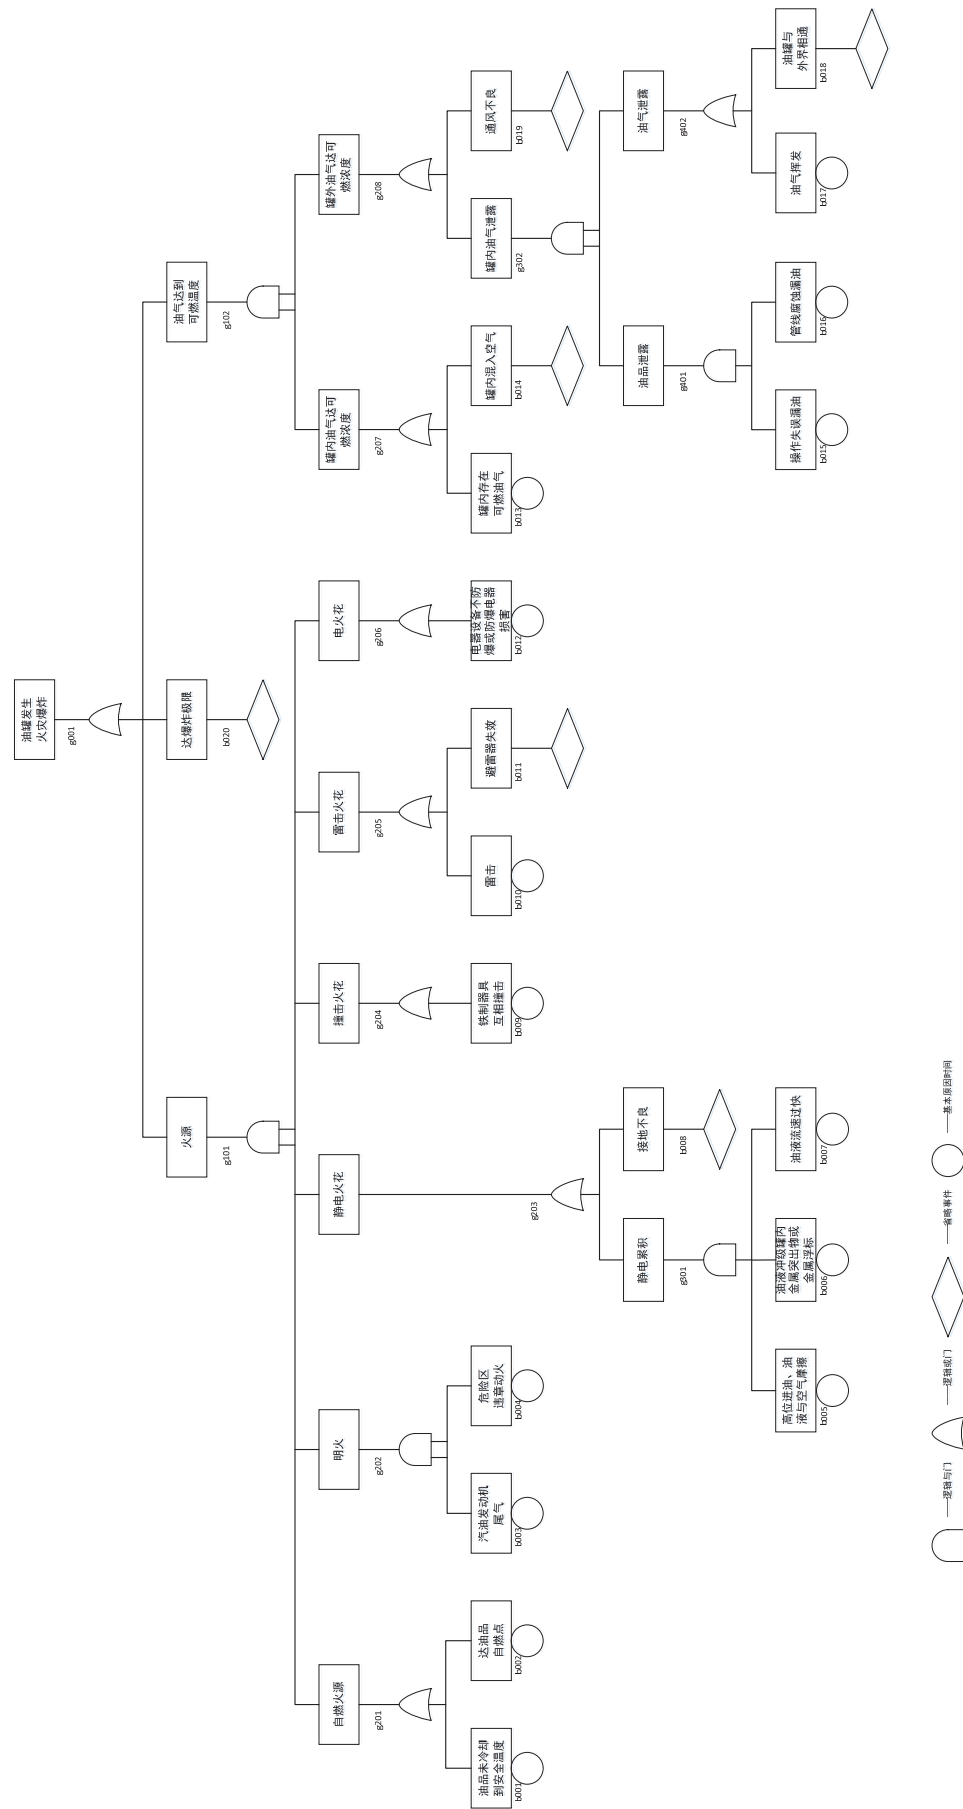 油罐发生
火灾爆炸
g001
火源
g101
达爆炸极限
b020
油气达到
可燃温度
g102
自燃火源
g201
明火
g202
静电火花
g203
撞击火花
g204
雷击火花
g205
电火花
g206
罐内油气达可
燃浓度
g207
罐外油气达可
燃浓度
g208
油品未冷却
到安全温度
b001
达油品
自燃点
b002
汽油发动机
尾气
b003
危险区
违章动火
b004
铁制器具
互相撞击
b009
雷击
b010
避雷器失效
b011
电器设备不防
爆或防爆电器
损害
b012
罐内存在
可燃油气
b013
罐内混入空气
b014
罐内油气泄露
g302
通风不良
b019
静电累积
g301
接地不良
b008
油品泄露
g401
油气泄露
g402
高位进油、油
液与空气摩擦
b005
油液冲级罐内
金属突出物或
金属浮标
b006
油液流速过快
b007
操作失误漏油
b015
管线腐蚀漏油
b016
油气挥发
b017
油罐与
外界相通
b018
——逻辑与门
——逻辑或门
——省略事件
——基本原因时间